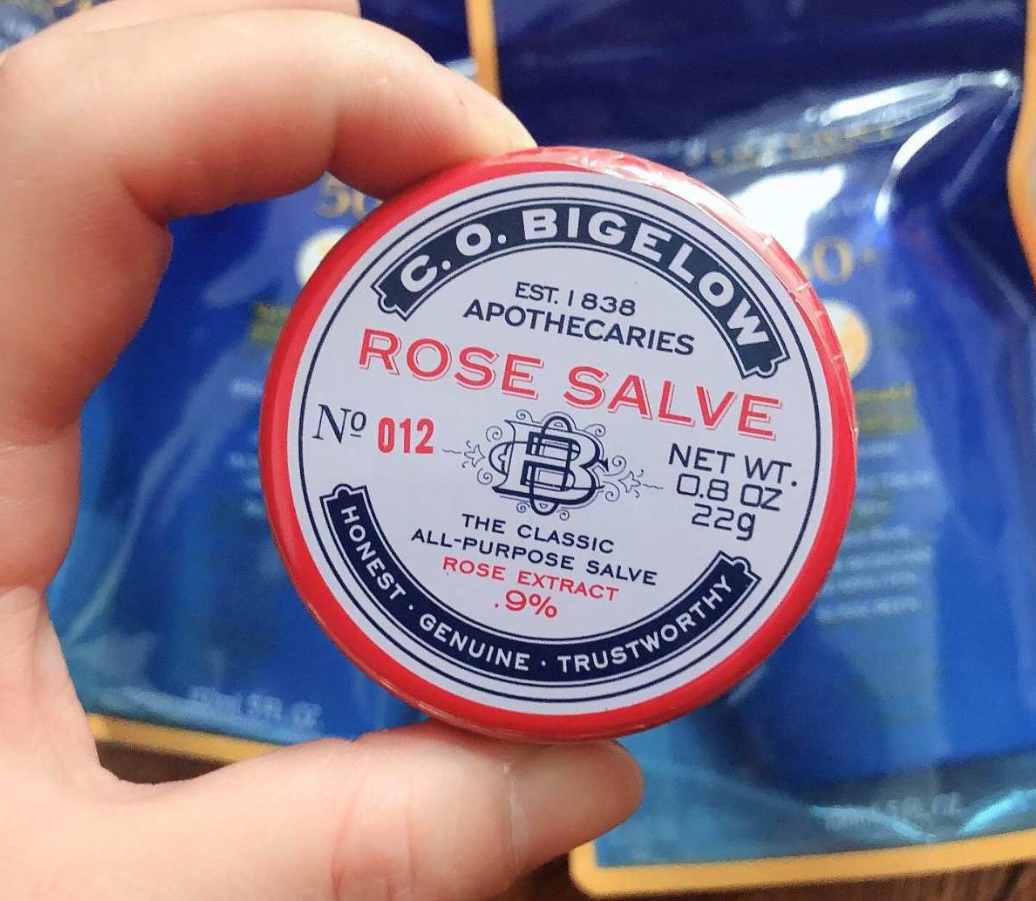 C.O. BIGELOW
EST. 1838
APOTHECARIES
ROSE SALVE
Nº 012
B
NET WT.
0.8 OZ
22g
THE CLASSIC
ALL-PURPOSE SALVE
ROSE EXTRACT
.9%
HONEST · GENUINE · TRUSTWORTHY